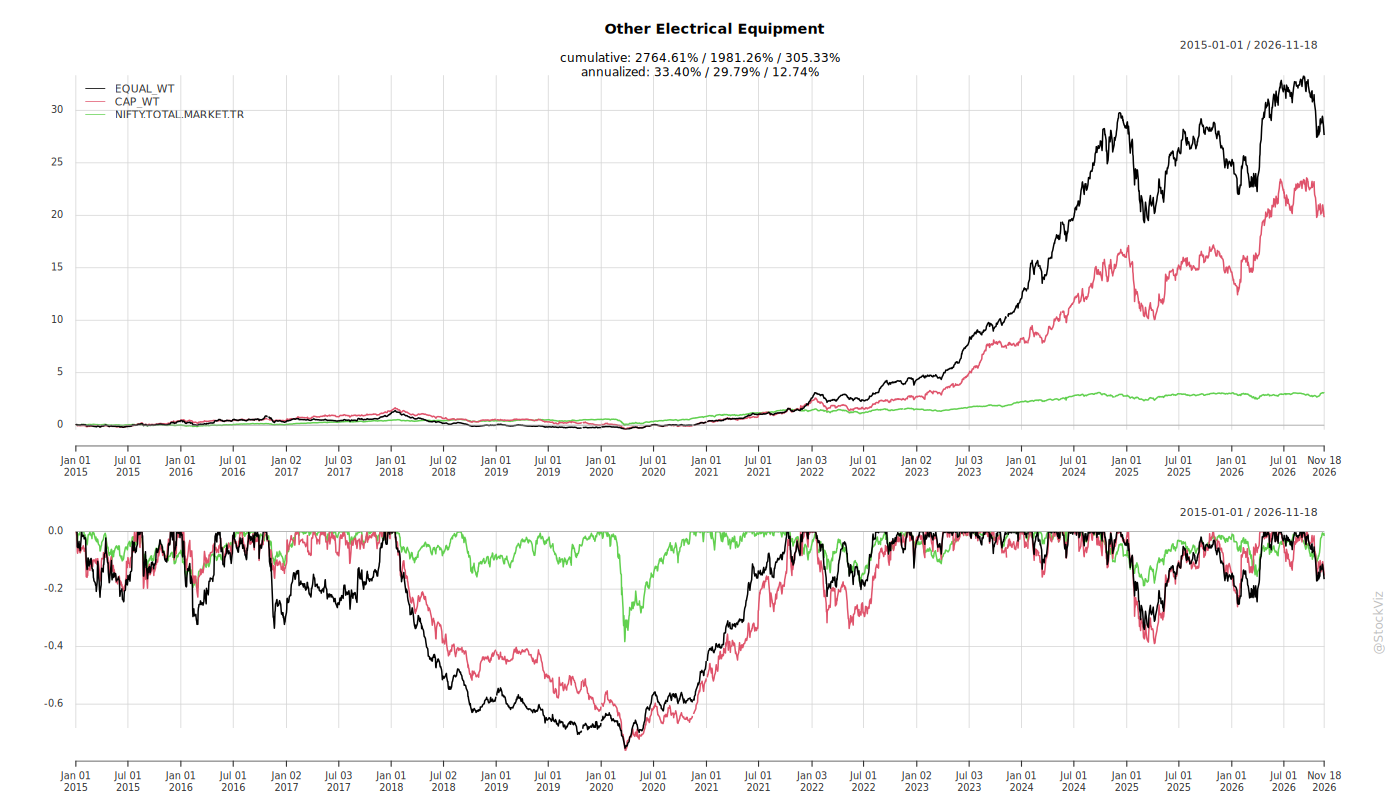 Other Electrical Equipment
2015-01-01 / 2026-11-18
cumulative: 2764.61% / 1981.26% / 305.33%
annualized: 33.40% / 29.79% / 12.74%
EQUAL_WT
CAP_WT
NIFTY.TOTAL.MARKET.TR
30
25
20
15
10
5
0
Jan 01 Jul 01 Jan 01 Jul 01 Jan 02 Jul 03 Jan 01 Jul 02 Jan 01 Jul 01 Jan 01 Jul 01 Jan 01 Jul 01 Jan 03 Jul 01 Jan 02 Jul 03 Jan 01 Jul 01 Jan 01 Jul 01 Jan 01 Jul 01 Nov 18
2015 2015 2016 2016 2017 2017 2018 2018 2019 2019 2020 2020 2021 2021 2022 2022 2023 2023 2024 2024 2025 2025 2026 2026 2026
2015-01-01 / 2026-11-18
0.0
-0.2
-0.4
-0.6
Jan 01 Jul 01 Jan 01 Jul 01 Jan 02 Jul 03 Jan 01 Jul 02 Jan 01 Jul 01 Jan 01 Jul 01 Jan 01 Jul 01 Jan 03 Jul 01 Jan 02 Jul 03 Jan 01 Jul 01 Jan 01 Jul 01 Jan 01 Jul 01 Nov 18
2015 2015 2016 2016 2017 2017 2018 2018 2019 2019 2020 2020 2021 2021 2022 2022 2023 2023 2024 2024 2025 2025 2026 2026 2026
@StockViz